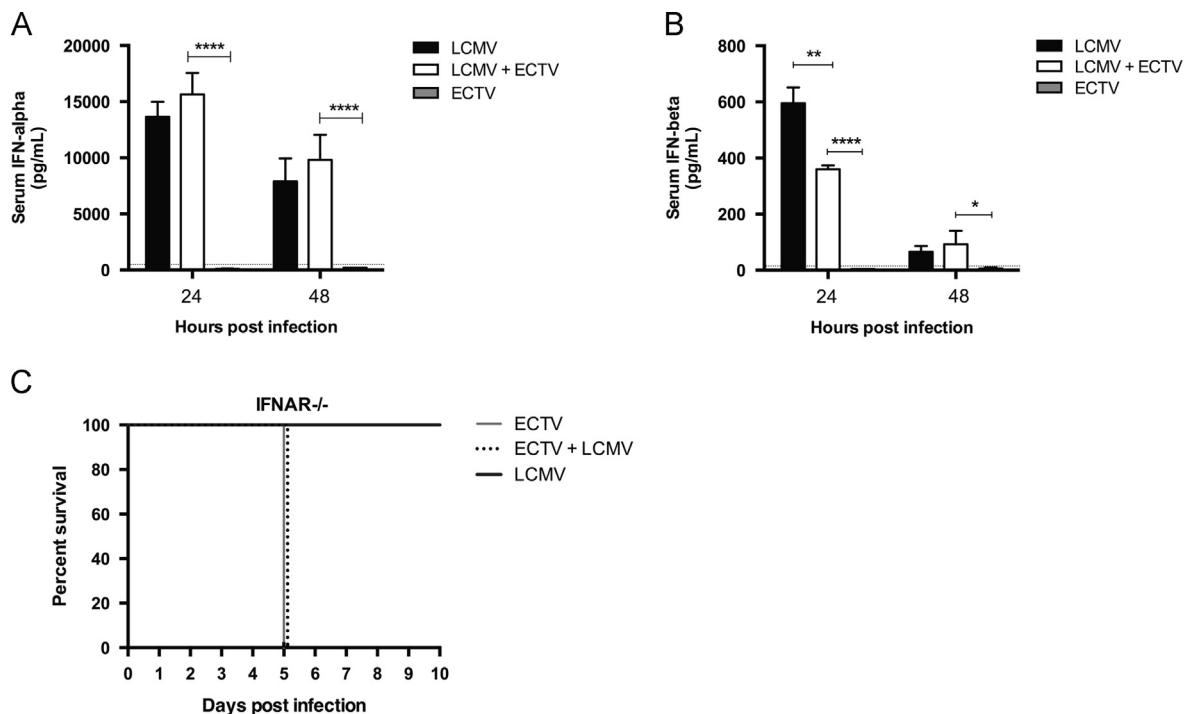 A
Serum IFN-alpha
(pg/mL)
20000
15000
10000
5000
0
****
****
24
48
Hours post infection
LCMV
LCMV + ECTV
ECTV
B
Serum IFN-beta
(pg/mL)
800
600
400
200
0
**
****
*
24
48
Hours post infection
LCMV
LCMV + ECTV
ECTV
C
IFNAR-/-
Percent survival
100
80
60
40
20
0
0 1 2 3 4 5 6 7 8 9 10
Days post infection
ECTV
ECTV + LCMV
LCMV